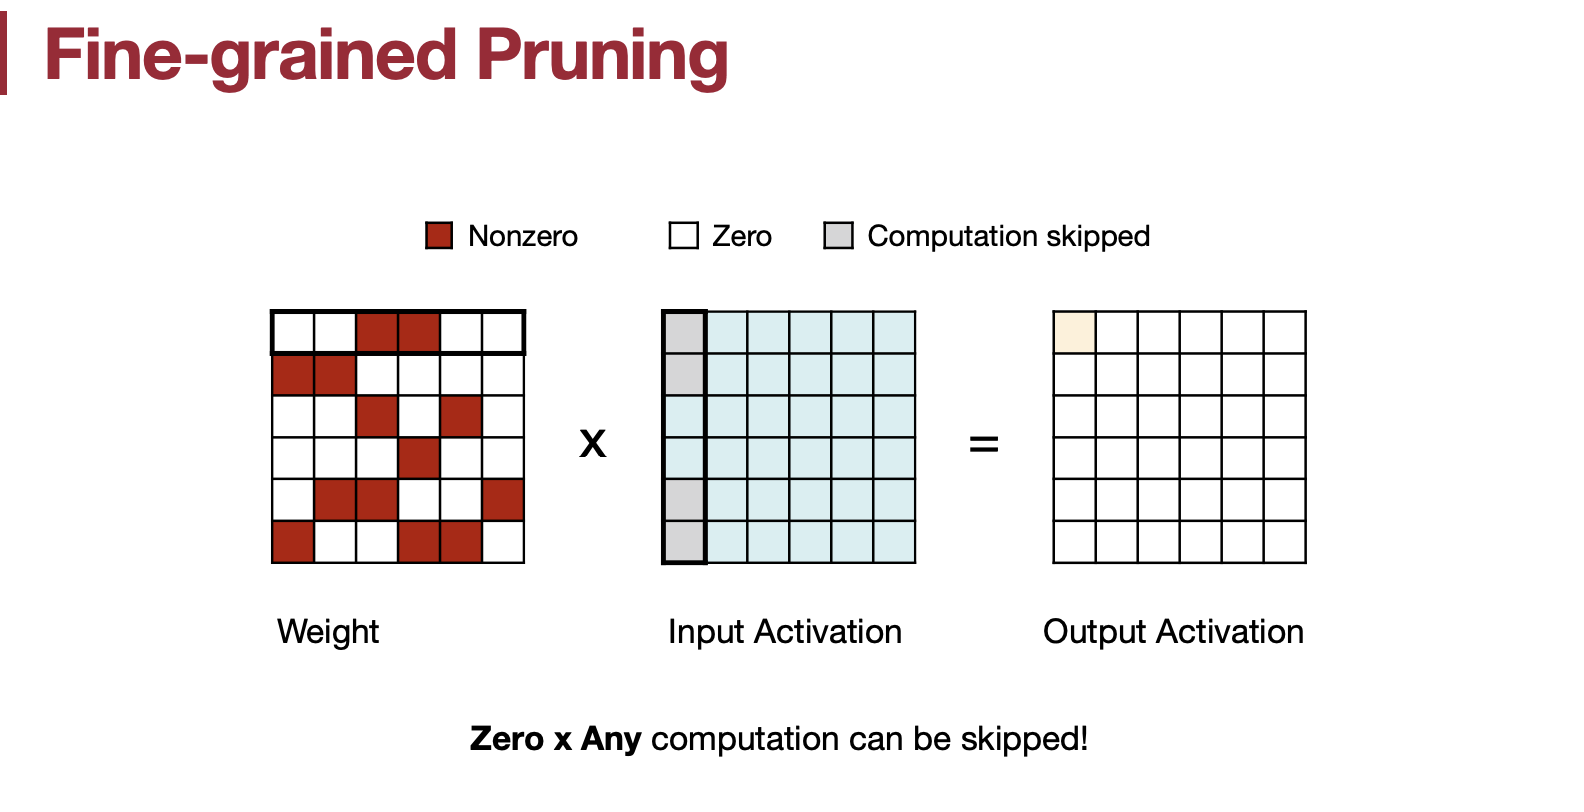 Fine-grained Pruning
Nonzero Zero Computation skipped
x =
Weight Input Activation Output Activation
Zero x Any computation can be skipped!